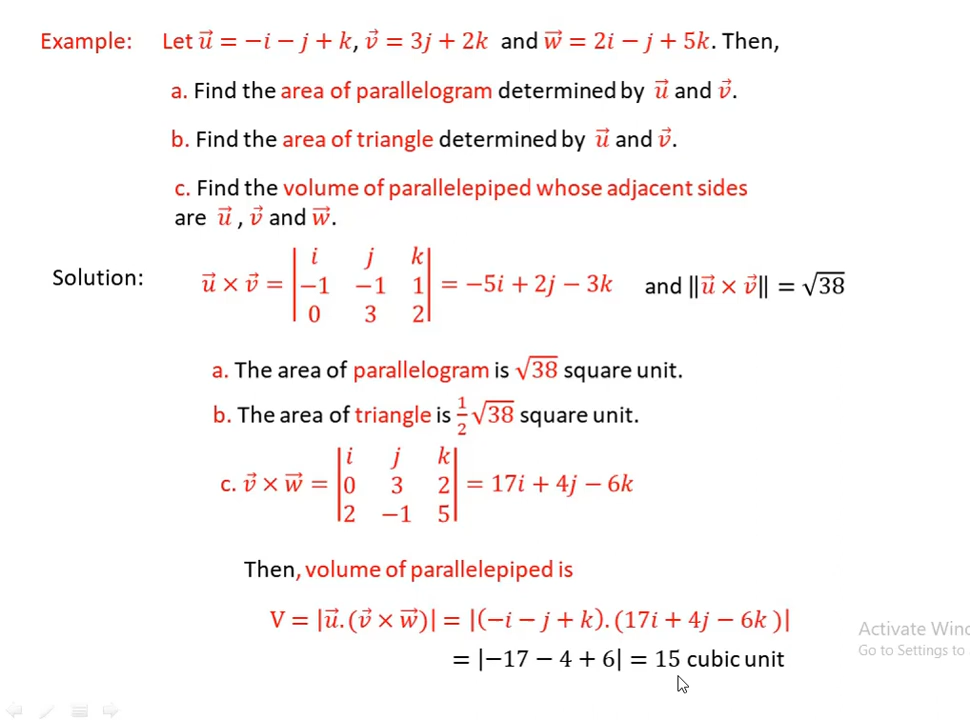 Example: Let u⃗ = −i − j + k, v⃗ = 3j + 2k and w⃗ = 2i − j + 5k. Then,
a. Find the area of parallelogram determined by u⃗ and v⃗.
b. Find the area of triangle determined by u⃗ and v⃗.
c. Find the volume of parallelepiped whose adjacent sides
are u⃗ , v⃗ and w⃗.
Solution: u⃗ × v⃗ = |i j k; −1 −1 1; 0 3 2| = −5i + 2j − 3k and ‖u⃗ × v⃗‖ = √38
a. The area of parallelogram is √38 square unit.
b. The area of triangle is 1/2 √38 square unit.
c. v⃗ × w⃗ = |i j k; 0 3 2; 2 −1 5| = 17i + 4j − 6k
Then, volume of parallelepiped is
V = |u⃗.(v⃗ × w⃗)| = |(−i − j + k).(17i + 4j − 6k )|
= |−17 − 4 + 6| = 15 cubic unit
Activate Wind
Go to Settings to